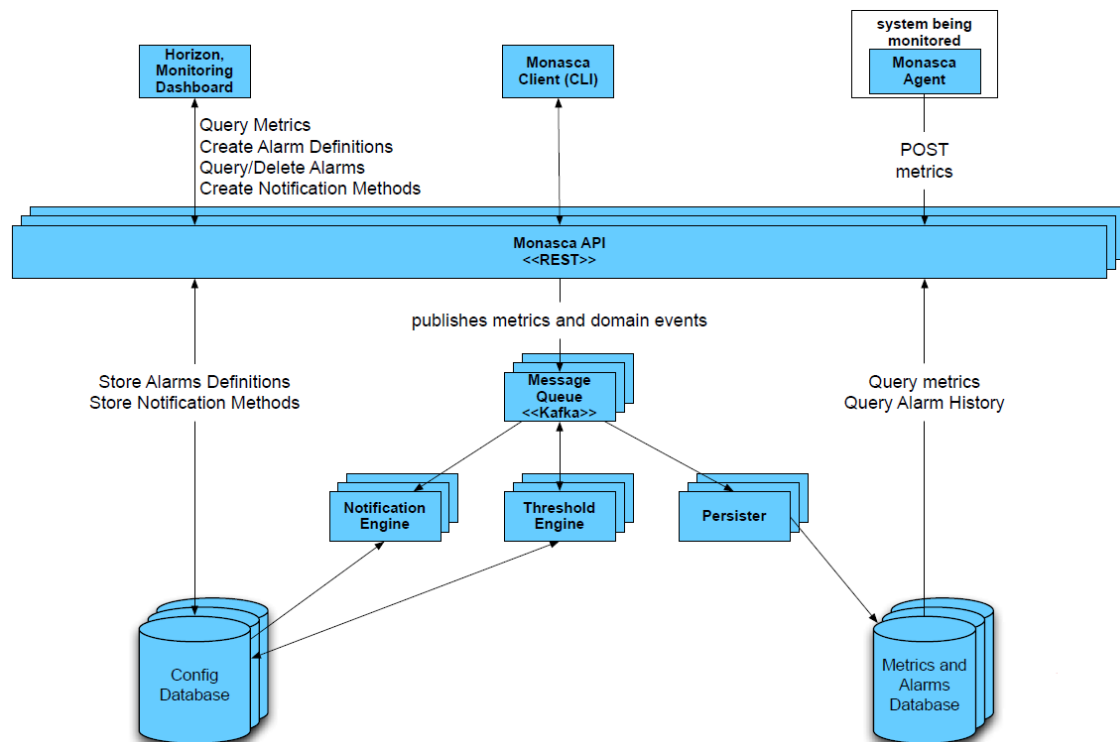 Horizon,
Monitoring
Dashboard
Monasca
Client (CLI)
system being
monitored
Monasca
Agent
Query Metrics
Create Alarm Definitions
Query/Delete Alarms
Create Notification Methods
POST
metrics
Monasca API
<<REST>>
publishes metrics and domain events
Store Alarms Definitions
Store Notification Methods
Message
Queue
<<Kafka>>
Query metrics
Query Alarm History
Notification
Engine
Threshold
Engine
Persister
Config
Database
Metrics and
Alarms
Database